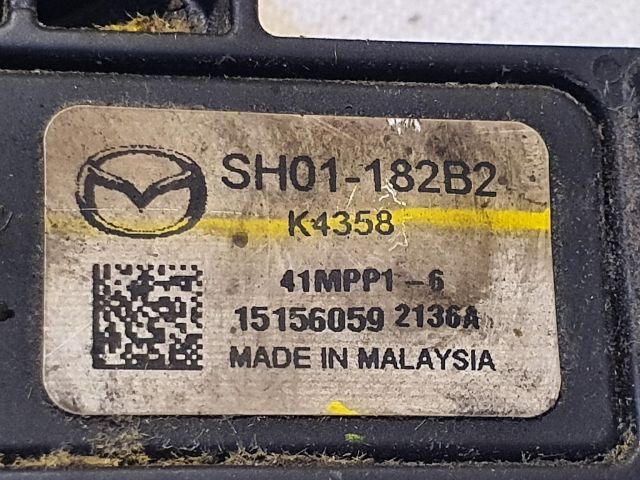 SH01-182B2
K4358
41MPP1-6
15156059 2136A
MADE IN MALAYSIA